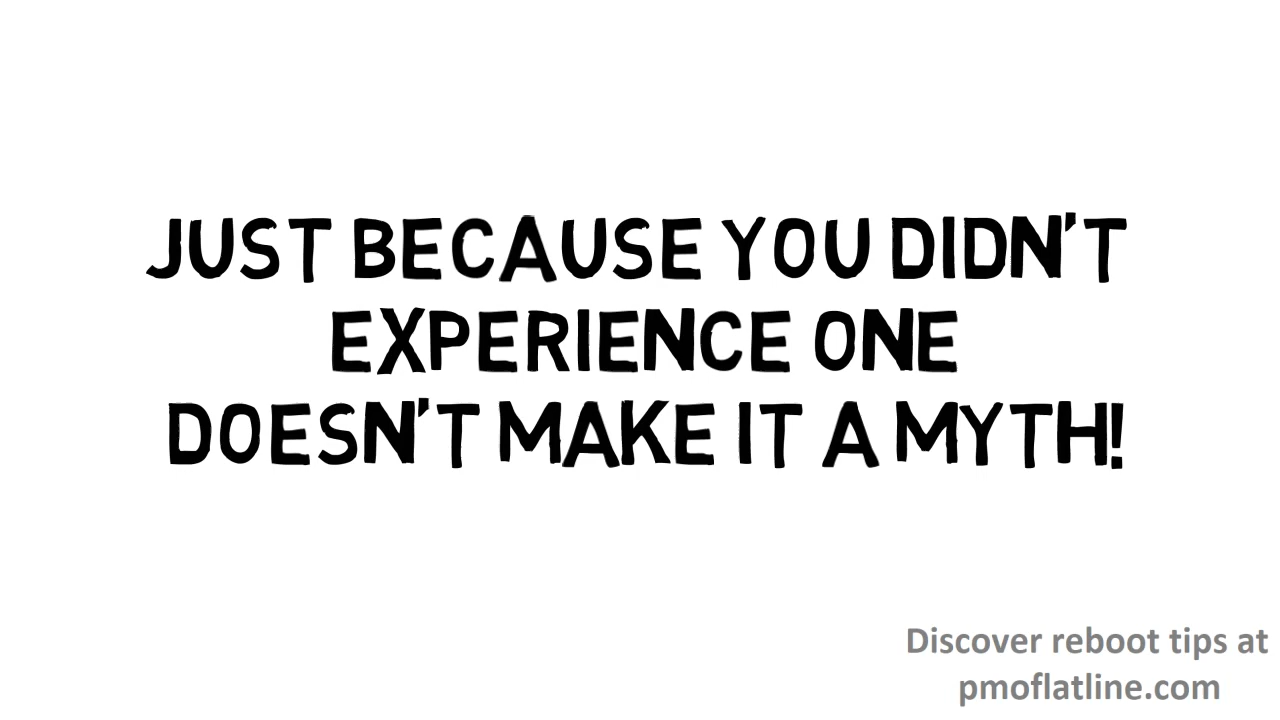 JUST BECAUSE YOU DIDN'T
EXPERIENCE ONE
DOESN'T MAKE IT A MYTH!
Discover reboot tips at
pmoflatline.com